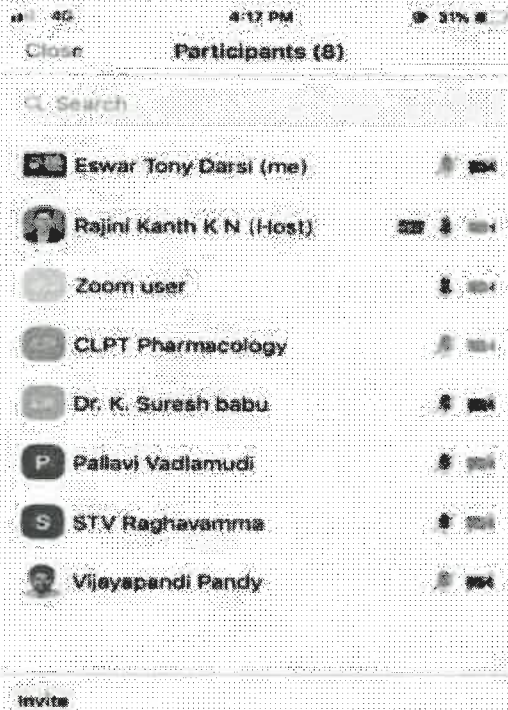 4G 4:17 PM 31%
Close Participants (8)
Search
Eswar Tony Darsi (me)
Rajini Kanth K N (Host)
Zoom user
CLPT Pharmacology
Dr. K. Suresh babu
P Pallavi Vadlamudi
S STV Raghavamma
Vijayapandi Pandy
Invite